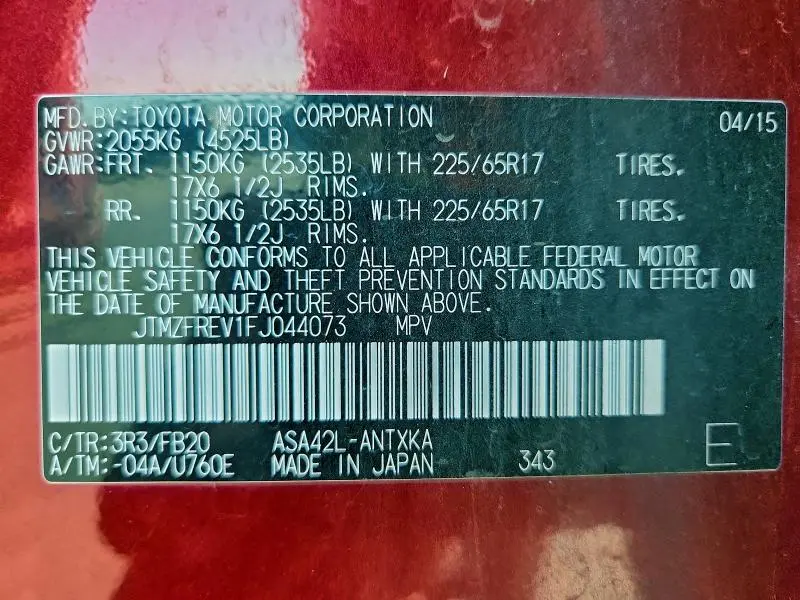 MFD. BY: TOYOTA MOTOR CORPORATION 04/15
GVWR: 2055KG (4525LB)
GAWR: FRT. 1150KG (2535LB) WITH 225/65R17 TIRES.
17X6 1/2J RIMS.
RR. 1150KG (2535LB) WITH 225/65R17 TIRES.
17X6 1/2J RIMS.
THIS VEHICLE CONFORMS TO ALL APPLICABLE FEDERAL MOTOR
VEHICLE SAFETY AND THEFT PREVENTION STANDARDS IN EFFECT ON
THE DATE OF MANUFACTURE SHOWN ABOVE.
JTMZFREV1FJ044073 MPV
C/TR: 3R3/FB20 ASA42L-ANTXKA
A/TM: -04A/U760E MADE IN JAPAN 343 E